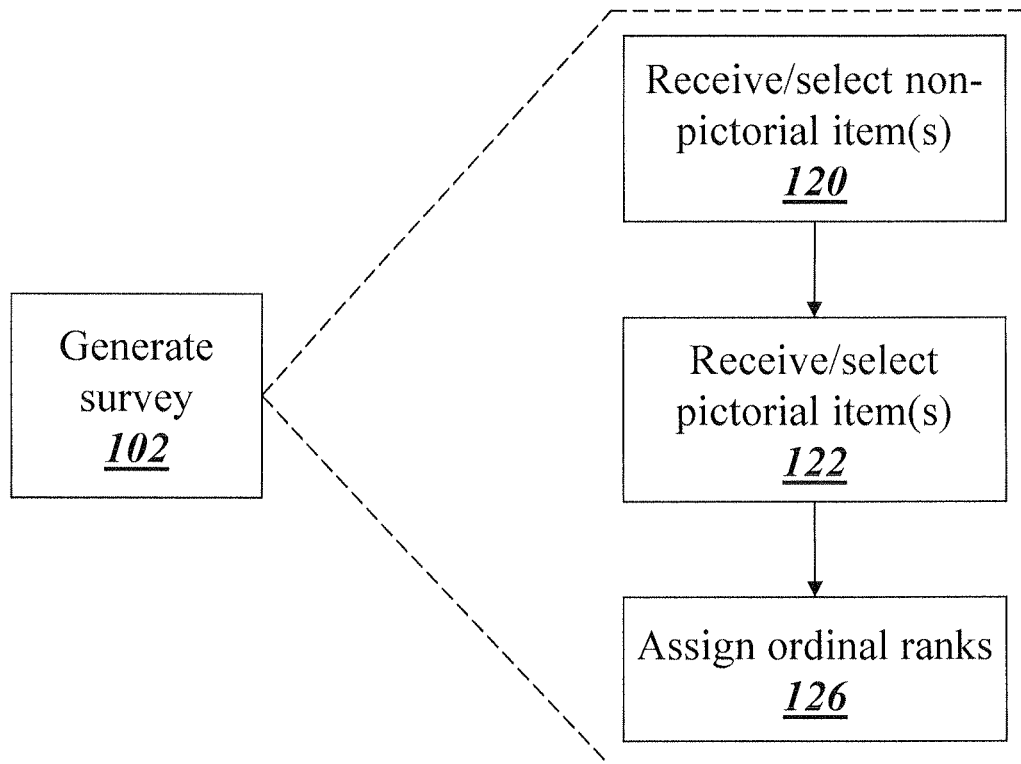 Generate
survey
102
Receive/select non-
pictorial item(s)
120
Receive/select
pictorial item(s)
122
Assign ordinal ranks
126